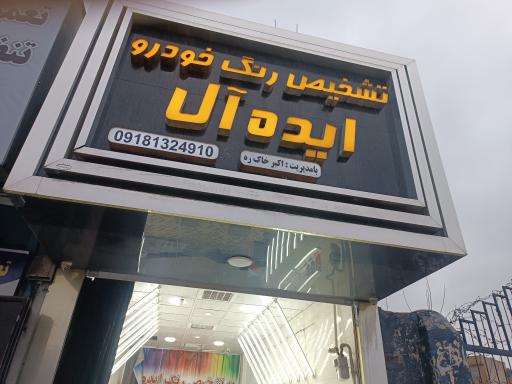 تشخیص رنگ خودرو
ایده آل
09181324910
بامدیریت : اکبر خاک ره